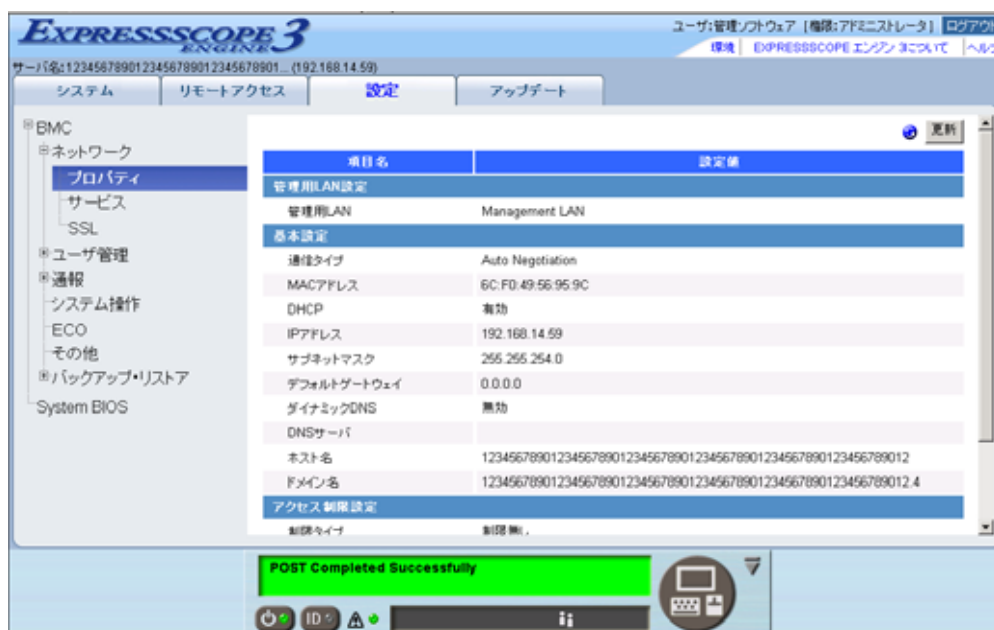 EXPRESSSCOPE 3
ENGINE
ユーザ:管理ソフトウェア [権限:アドミニストレータ] ログアウト
環境 EXPRESSSCOPE エンジン 3について ヘル
サーバ名:1234567890123456789012345678901... (192.168.14.59)
システム リモートアクセス 設定 アップデート
BMC
ネットワーク
プロパティ
サービス
SSL
ユーザ管理
通報
システム操作
ECO
その他
バックアップ・リストア
System BIOS
更新
項目名 設定値
管理用LAN設定
管理用LAN Management LAN
基本設定
通信タイプ Auto Negotiation
MACアドレス 6C:F0:49:56:95:9C
DHCP 有効
IPアドレス 192.168.14.59
サブネットマスク 255.255.254.0
デフォルトゲートウェイ 0.0.0.0
ダイナミックDNS 無効
DNSサーバ
ホスト名 12345678901234567890123456789012345678901234567890123456789012
ドメイン名 12345678901234567890123456789012345678901234567890123456789012.4
アクセス制限設定
制限タイプ 制限無し
POST Completed Successfully
ID